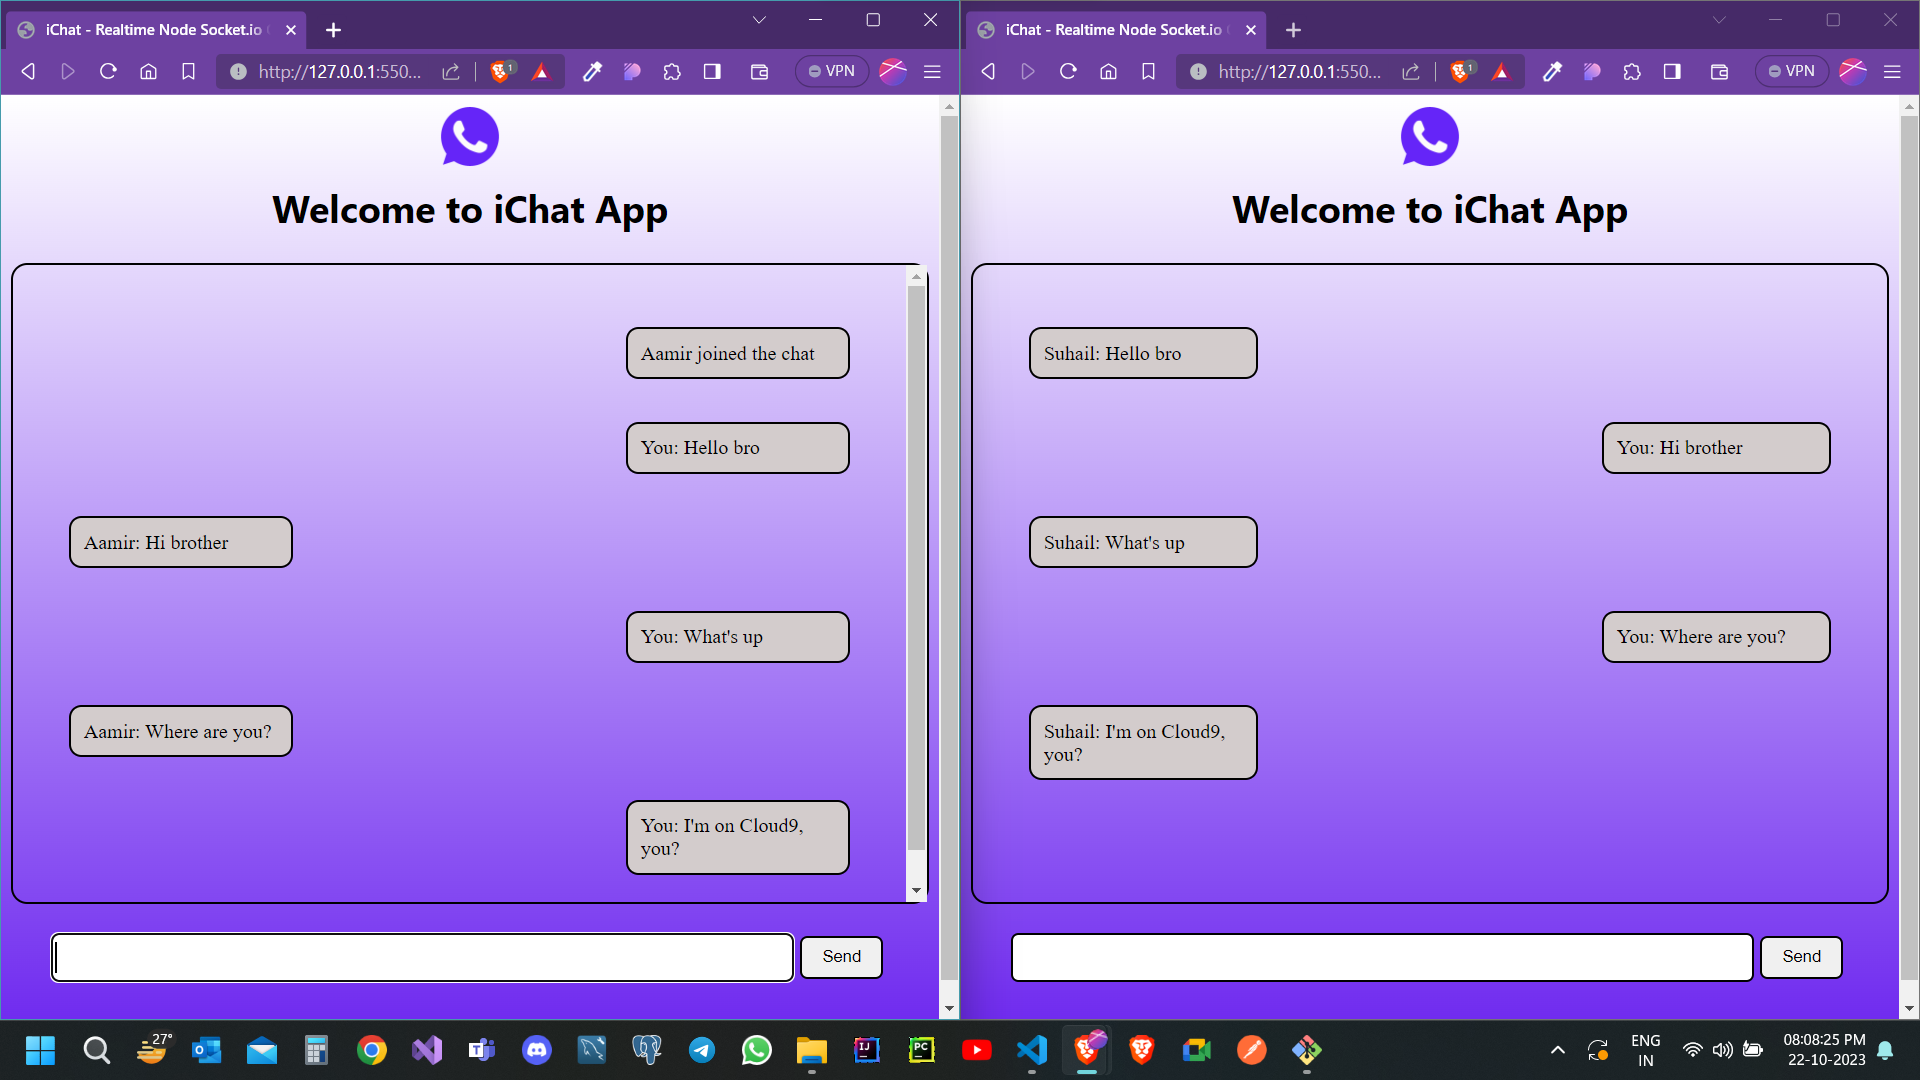 iChat - Realtime Node Socket.io
http://127.0.0.1:550...
1
VPN
Welcome to iChat App
Aamir joined the chat
You: Hello bro
Aamir: Hi brother
You: What's up
Aamir: Where are you?
You: I'm on Cloud9,
you?
Send
iChat - Realtime Node Socket.io
http://127.0.0.1:550...
1
VPN
Welcome to iChat App
Suhail: Hello bro
You: Hi brother
Suhail: What's up
You: Where are you?
Suhail: I'm on Cloud9,
you?
Send
27°
IJ
PC
ENG
IN
08:08:25 PM
22-10-2023